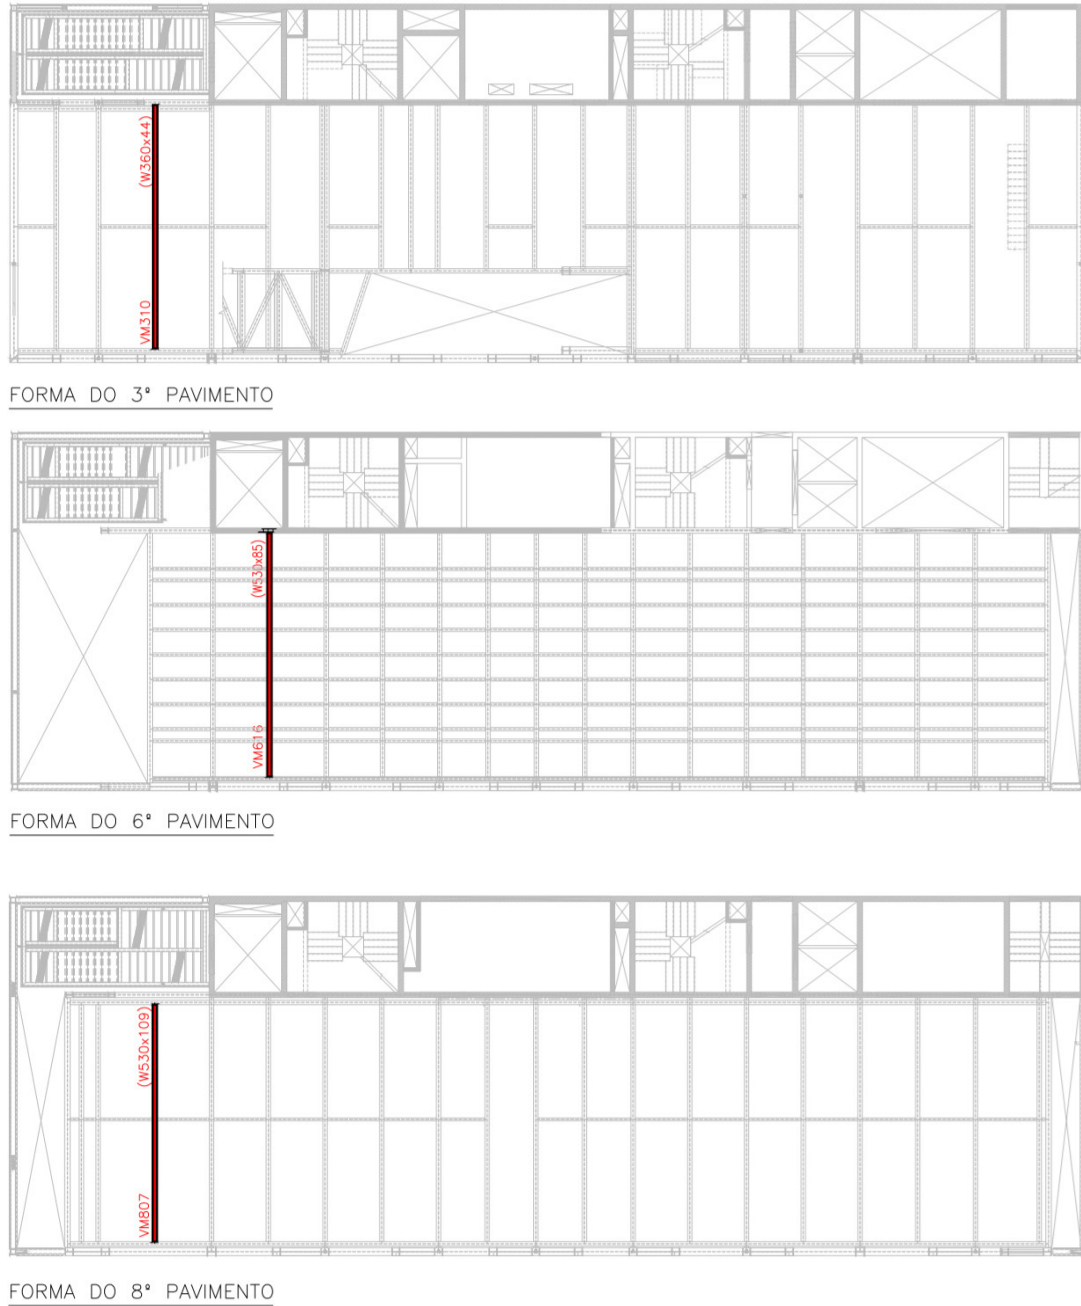 (W360x44)
VM310
FORMA DO 3º PAVIMENTO
(W530x85)
VM616
FORMA DO 6º PAVIMENTO
(W530x109)
VM807
FORMA DO 8º PAVIMENTO